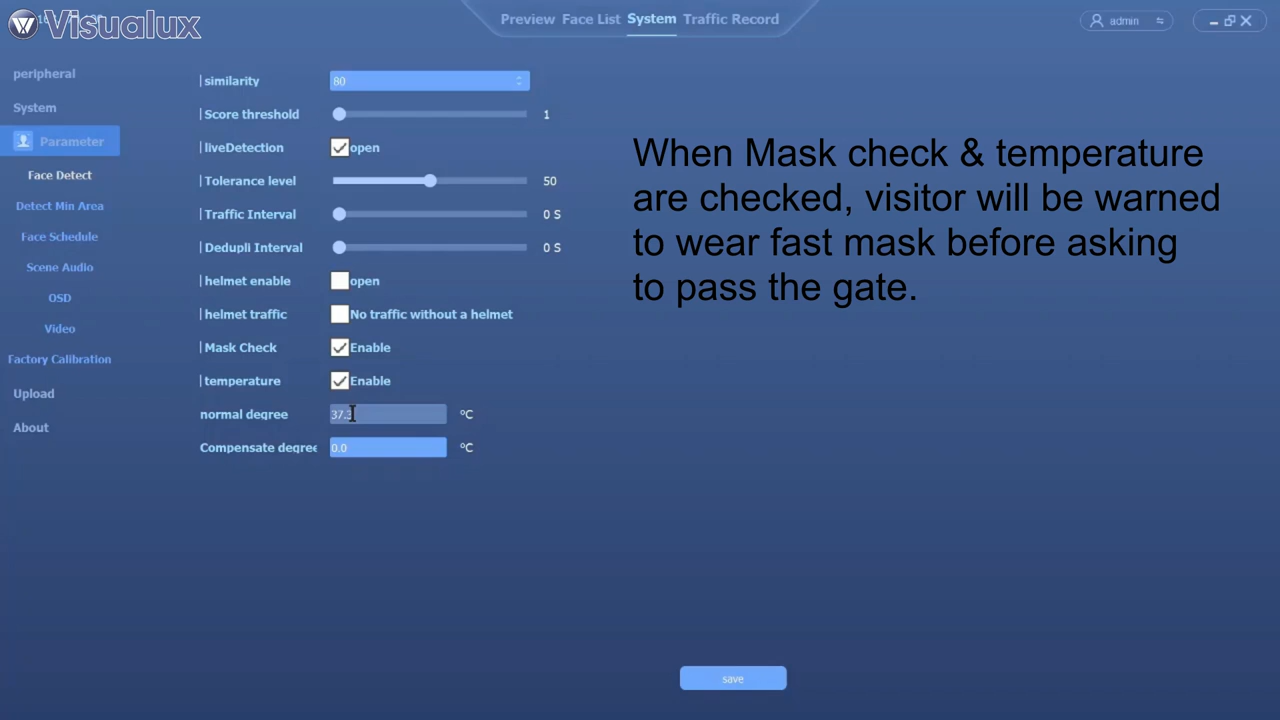 Visualux
Preview Face List System Traffic Record
admin
peripheral
System
Parameter
Face Detect
Detect Min Area
Face Schedule
Scene Audio
OSD
Video
Factory Calibration
Upload
About
similarity 80
Score threshold 1
liveDetection open
Tolerance level 50
Traffic Interval 0 S
Dedupli Interval 0 S
helmet enable open
helmet traffic No traffic without a helmet
Mask Check Enable
temperature Enable
normal degree 37.3 °C
Compensate degree 0.0 °C
When Mask check & temperature
are checked, visitor will be warned
to wear fast mask before asking
to pass the gate.
save